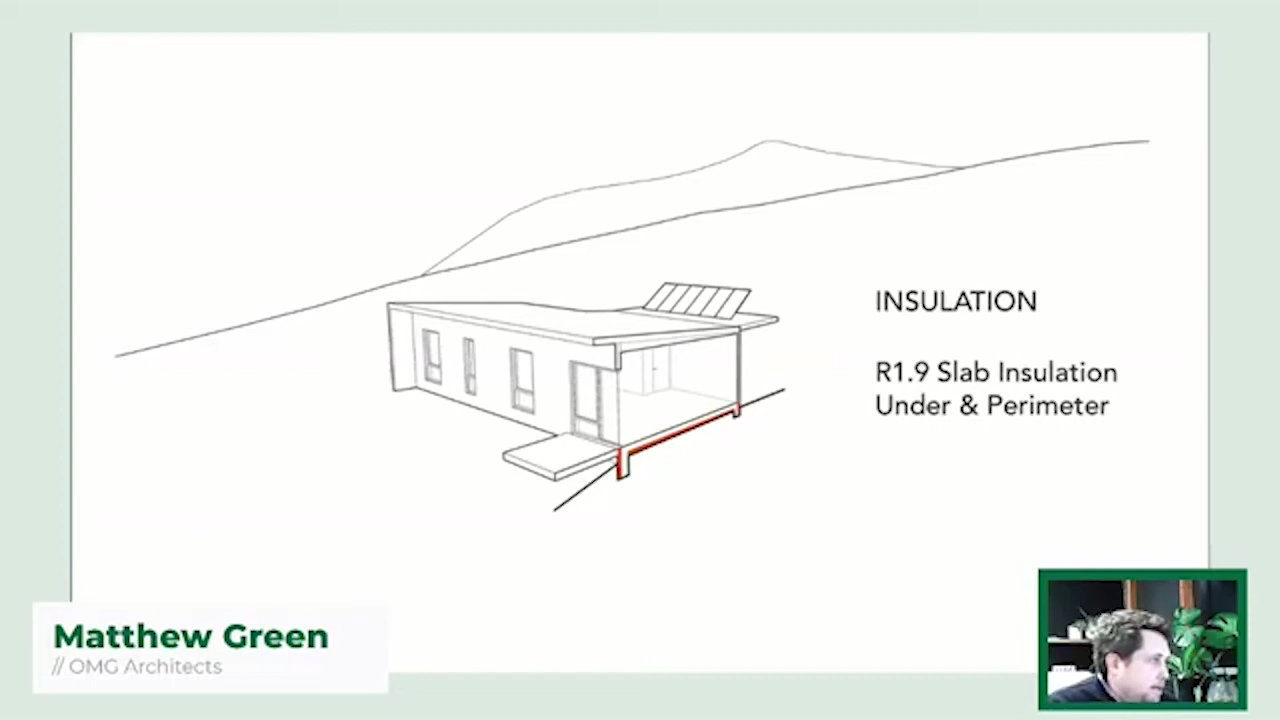 INSULATION
R1.9 Slab Insulation
Under & Perimeter
Matthew Green
// OMG Architects